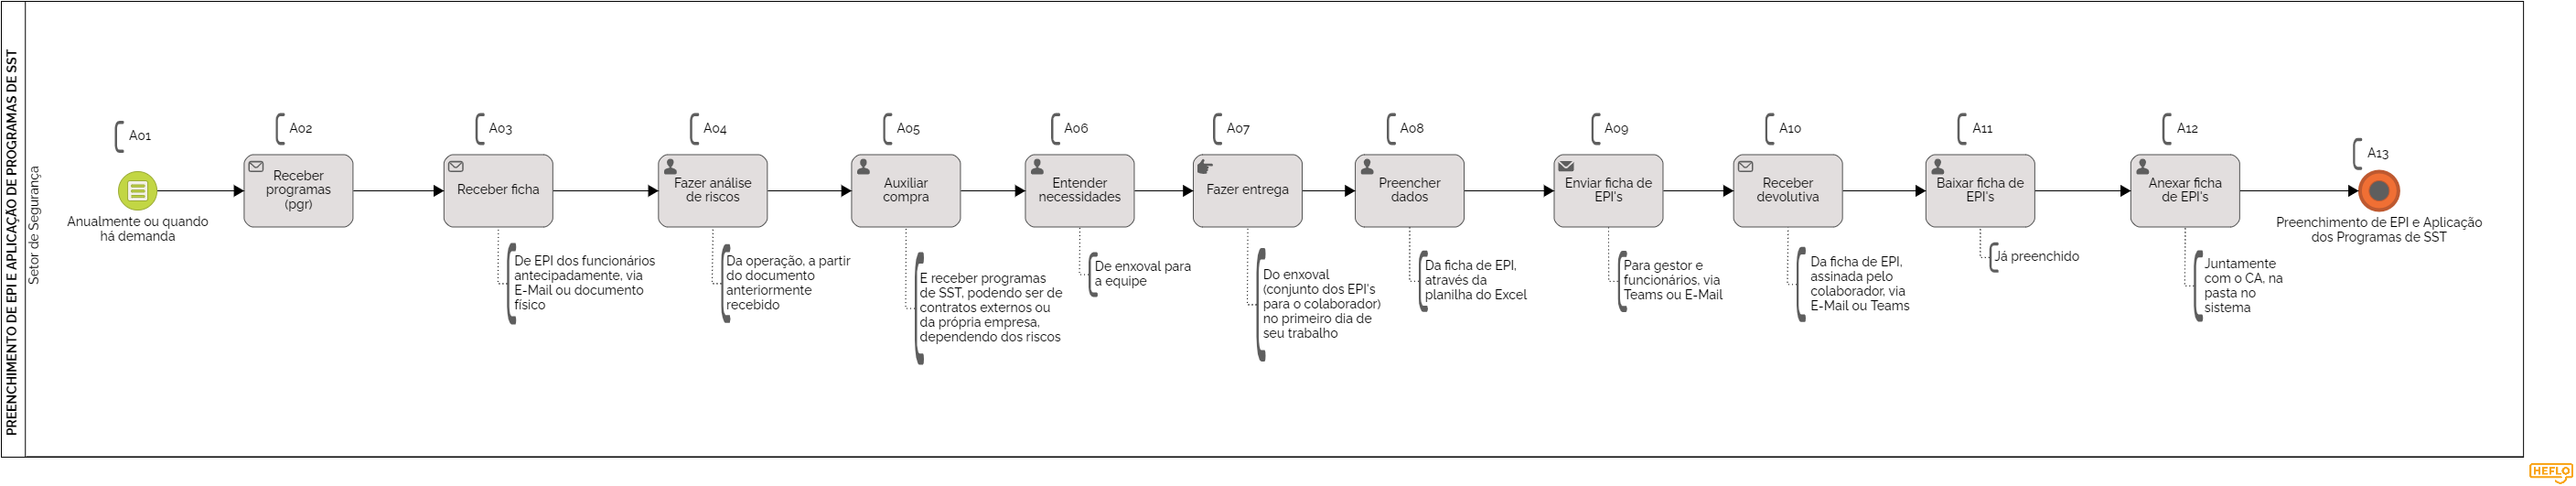 PREENCHIMENTO DE EPI E APLICAÇÃO DE PROGRAMAS DE SST
Setor de Segurança
A01
Anualmente ou quando
há demanda
A02
Receber
programas
(pgr)
A03
Receber ficha
De EPI dos funcionários
antecipadamente, via
E-Mail ou documento
físico
A04
Fazer análise
de riscos
Da operação, a partir
do documento
anteriormente
recebido
A05
Auxiliar
compra
E receber programas
de SST, podendo ser de
contratos externos ou
da própria empresa,
dependendo dos riscos
A06
Entender
necessidades
De enxoval para
a equipe
A07
Fazer entrega
Do enxoval
(conjunto dos EPI's
para o colaborador)
no primeiro dia de
seu trabalho
A08
Preencher
dados
Da ficha de EPI,
através da
planilha do Excel
A09
Enviar ficha de
EPI's
Para gestor e
funcionários, via
Teams ou E-Mail
A10
Receber
devolutiva
Da ficha de EPI,
assinada pelo
colaborador, via
E-Mail ou Teams
A11
Baixar ficha de
EPI's
Já preenchido
A12
Anexar ficha
de EPI's
Juntamente
com o CA, na
pasta no
sistema
A13
Preenchimento de EPI e Aplicação
dos Programas de SST
HEFLO